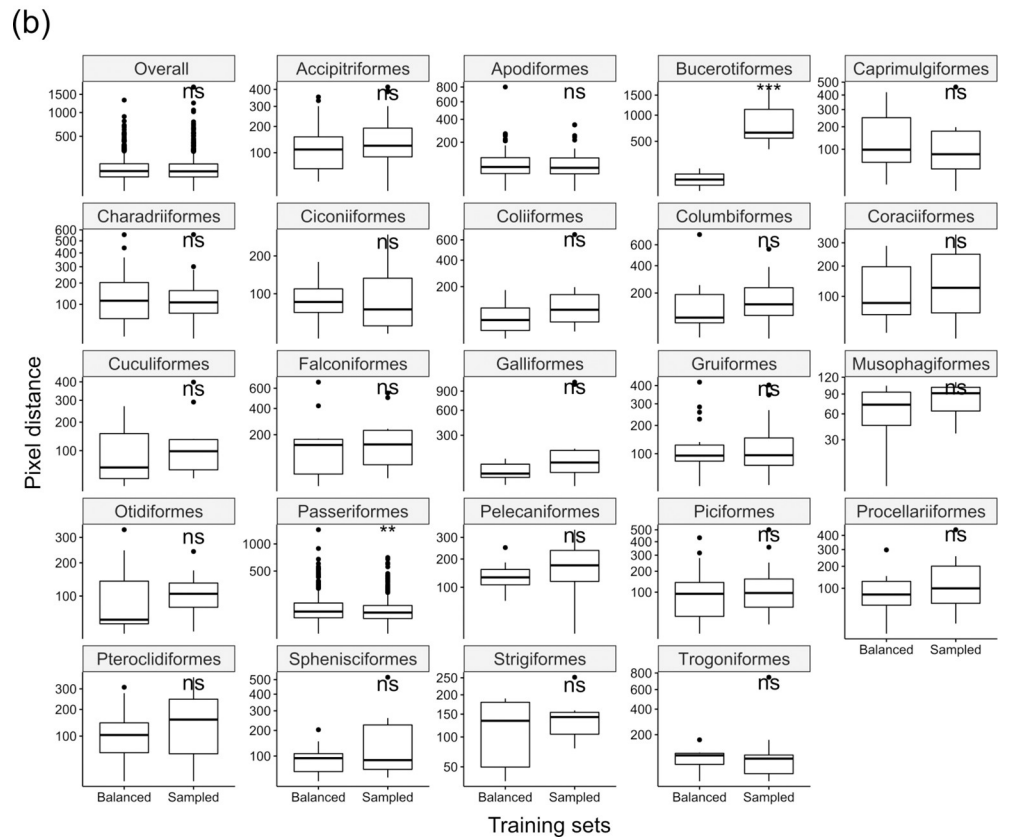 (b)
Overall Accipitriformes Apodiformes Bucerotiformes Caprimulgiformes
ns ns ns *** ns
1500 1000 500
400 300 200 100
800 400 200
1500 500
500 400 300 200 100
Charadriiformes Ciconiiformes Coliiformes Columbiformes Coraciiformes
ns ns ns ns ns
600 500 400 300 200 100
200 100
600 400 200
600 200
300 200 100
Cuculiformes Falconiformes Galliformes Gruiformes Musophagiformes
ns ns ns ns ns
400 300 200 100
600 400 200
900 600 300
400 300 200 100
120 90 60 30
Otidiformes Passeriformes Pelecaniformes Piciformes Procellariiformes
ns ** ns ns ns
300 200 100
1000 500
300 200 100
500 400 300 200 100
400 300 200 100
Balanced Sampled
Pteroclidiformes Sphenisciformes Strigiformes Trogoniformes
ns ns ns ns
300 200 100
500 400 300 200 100
250 150 100 50
800 600 400 200
Balanced Sampled Balanced Sampled Balanced Sampled Balanced Sampled
Pixel distance
Training sets